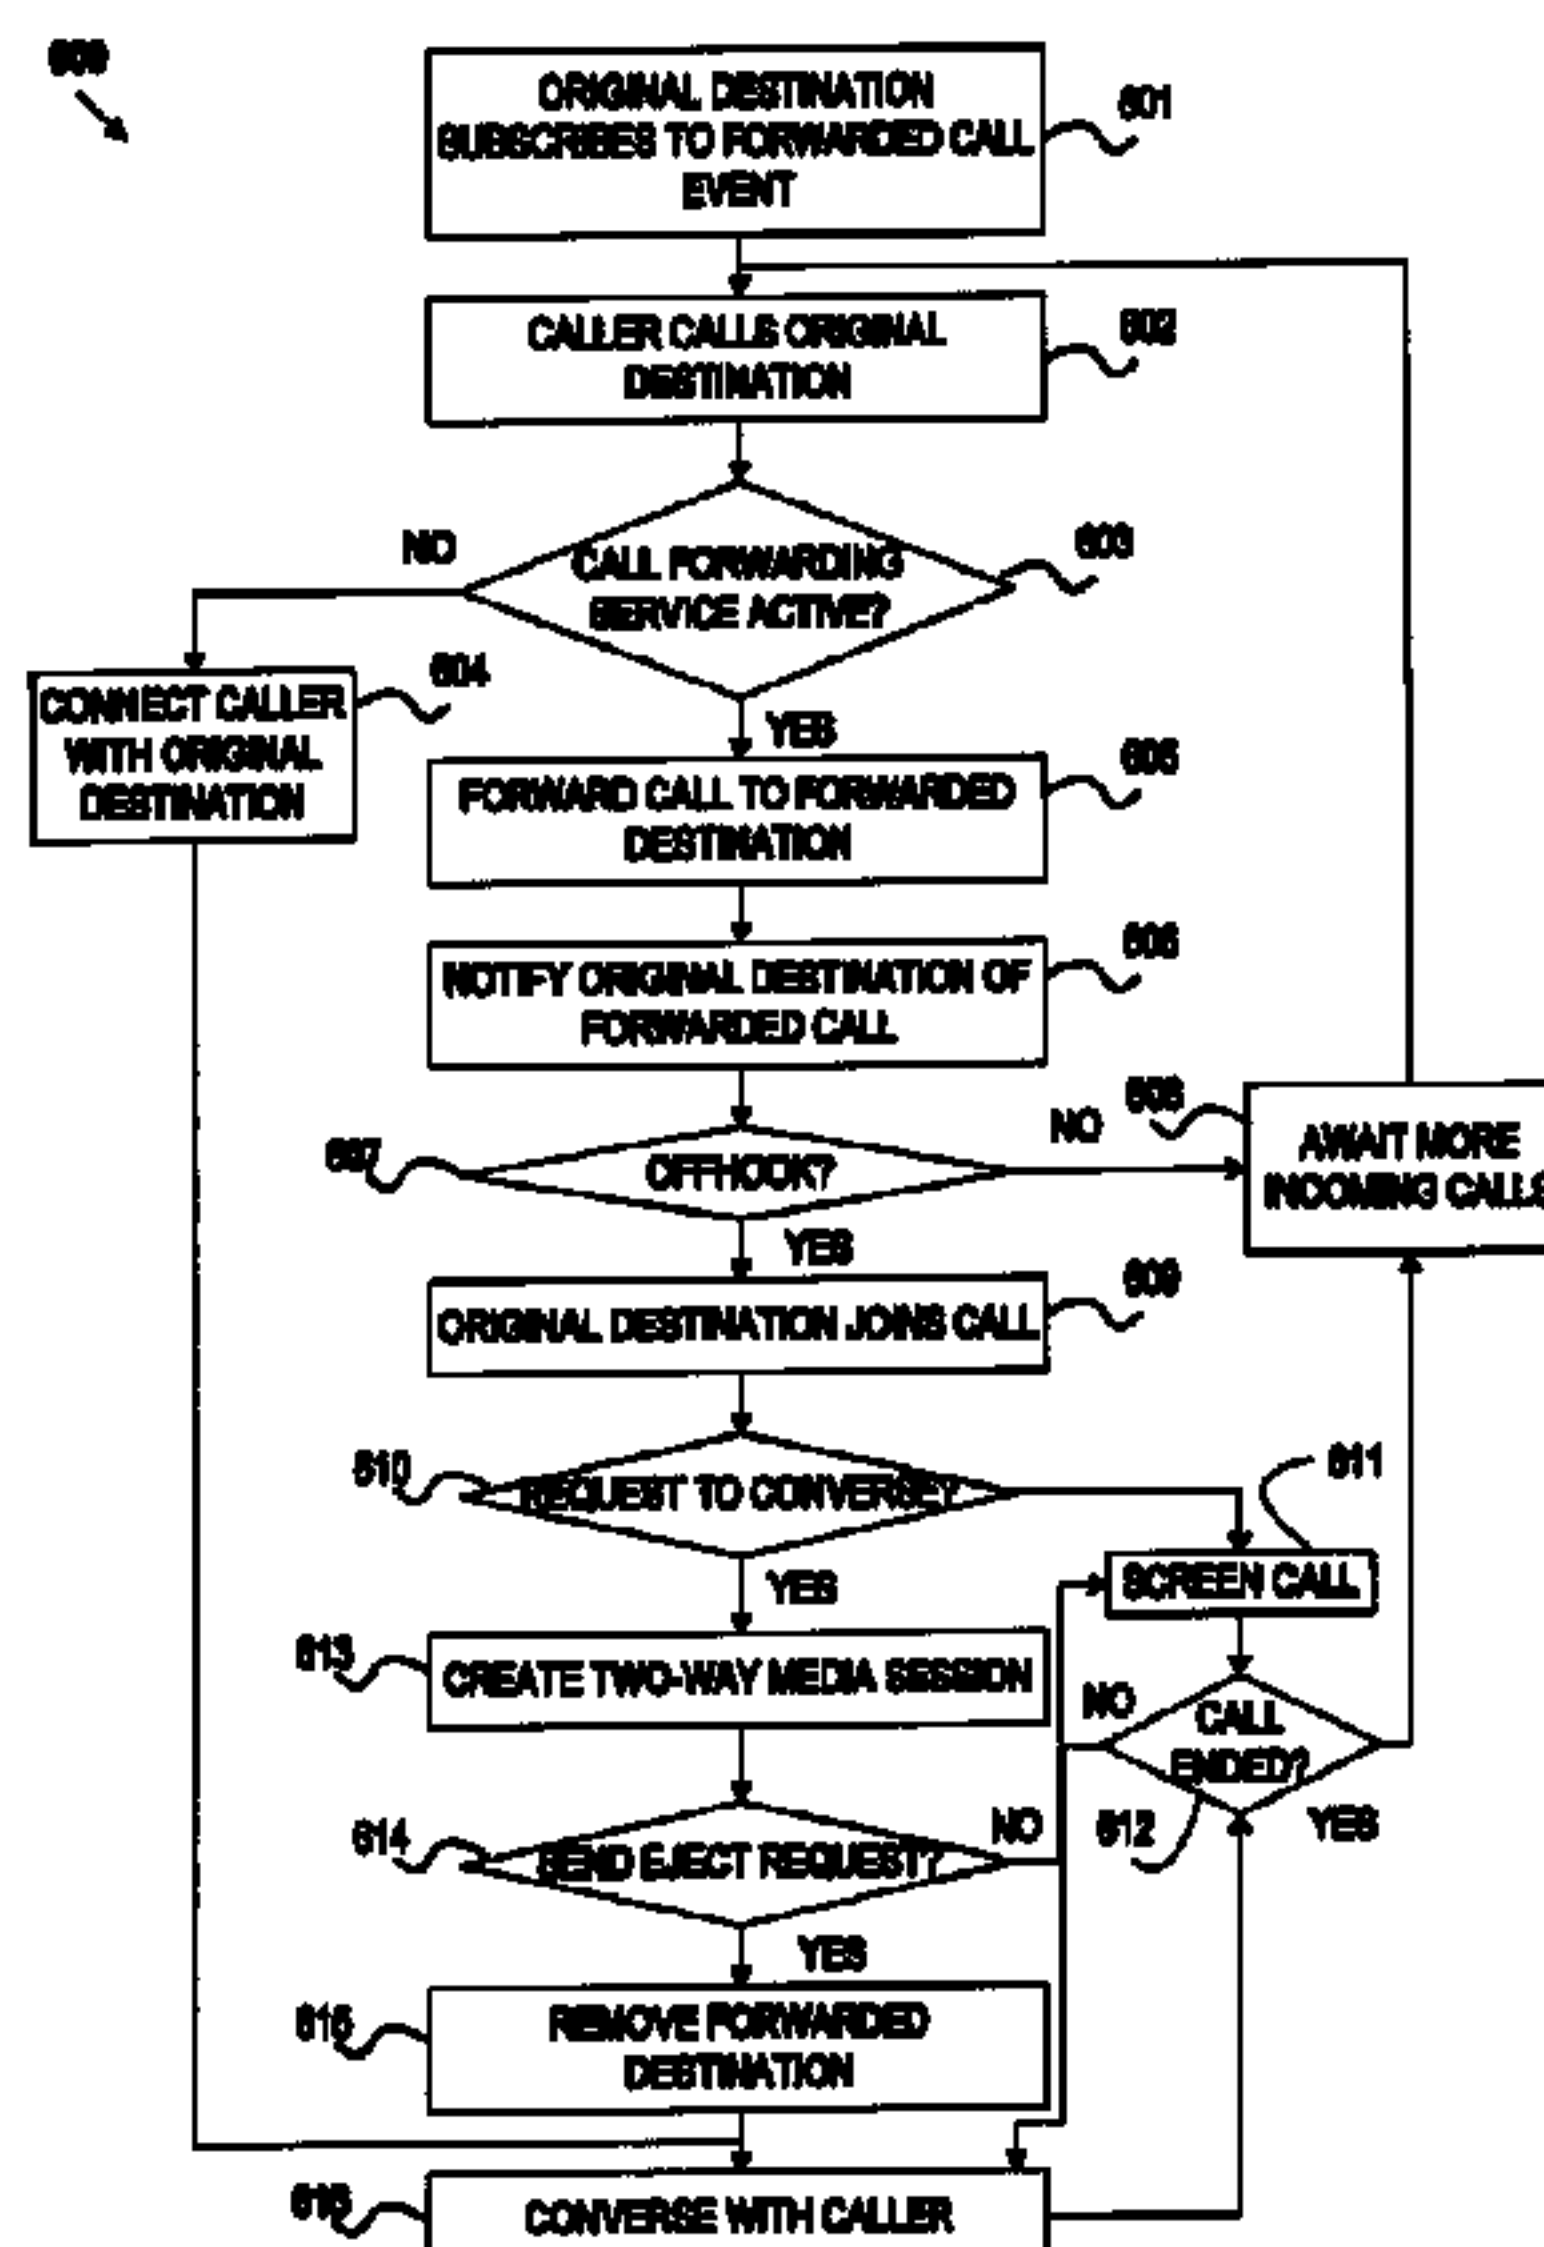 600
ORIGINAL DESTINATION
SUBSCRIBES TO FORWARDED CALL
EVENT
601
CALLER CALLS ORIGINAL
DESTINATION
602
NO
CALL FORWARDING
SERVICE ACTIVE?
603
CONNECT CALLER
WITH ORIGINAL
DESTINATION
604
YES
FORWARD CALL TO FORWARDED
DESTINATION
605
NOTIFY ORIGINAL DESTINATION OF
FORWARDED CALL
606
607
OFFHOOK?
NO
608
AWAIT MORE
INCOMING CALLS
YES
ORIGINAL DESTINATION JOINS CALL
609
610
REQUEST TO CONVERSE?
611
SCREEN CALL
YES
613
CREATE TWO-WAY MEDIA SESSION
NO
CALL
ENDED?
612
YES
614
SEND EJECT REQUEST?
NO
YES
615
REMOVE FORWARDED
DESTINATION
616
CONVERSE WITH CALLER